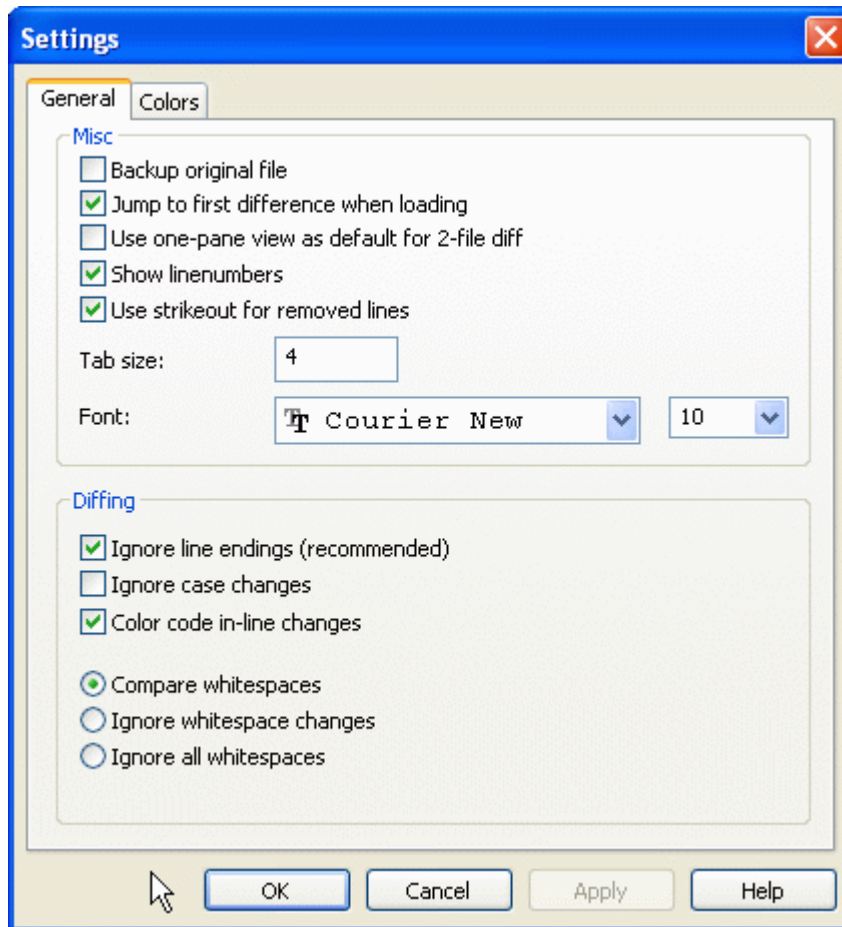 Settings
General Colors
Misc
Backup original file
Jump to first difference when loading
Use one-pane view as default for 2-file diff
Show linenumbers
Use strikeout for removed lines
Tab size: 4
Font: Courier New 10
Diffing
Ignore line endings (recommended)
Ignore case changes
Color code in-line changes
Compare whitespaces
Ignore whitespace changes
Ignore all whitespaces
OK Cancel Apply Help